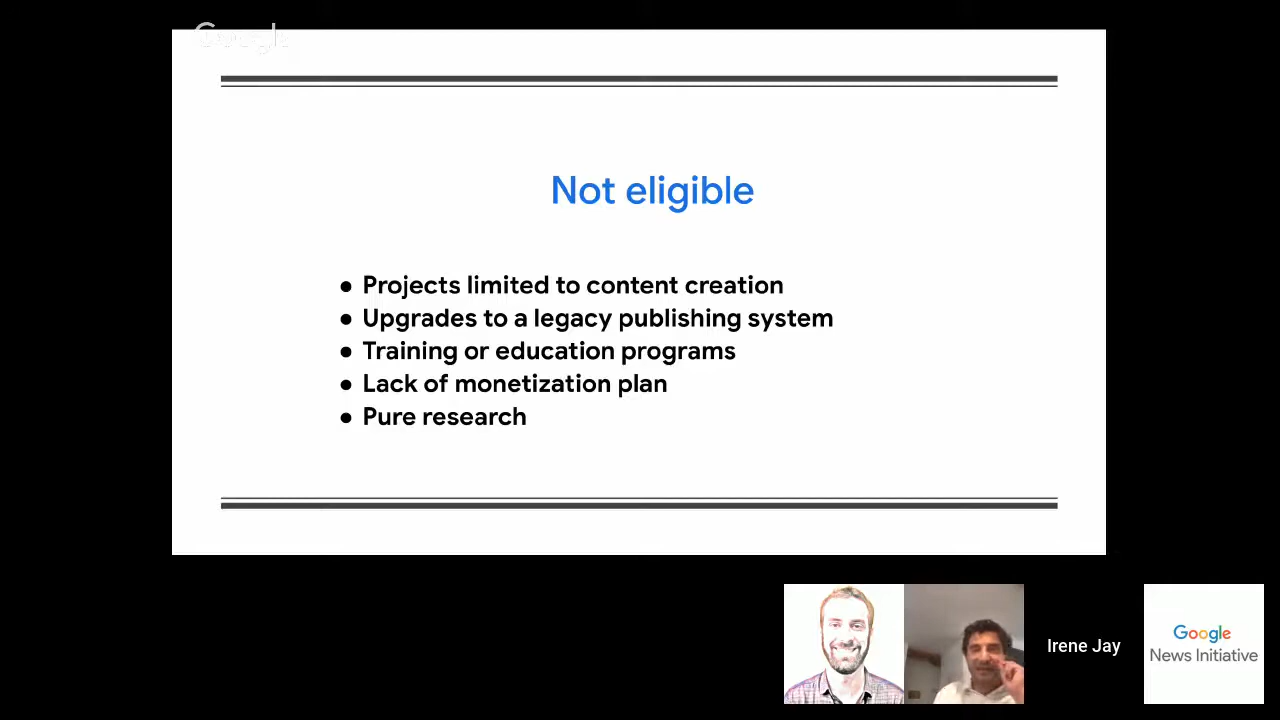 Google
Not eligible
● Projects limited to content creation
● Upgrades to a legacy publishing system
● Training or education programs
● Lack of monetization plan
● Pure research
Irene Jay
Google
News Initiative